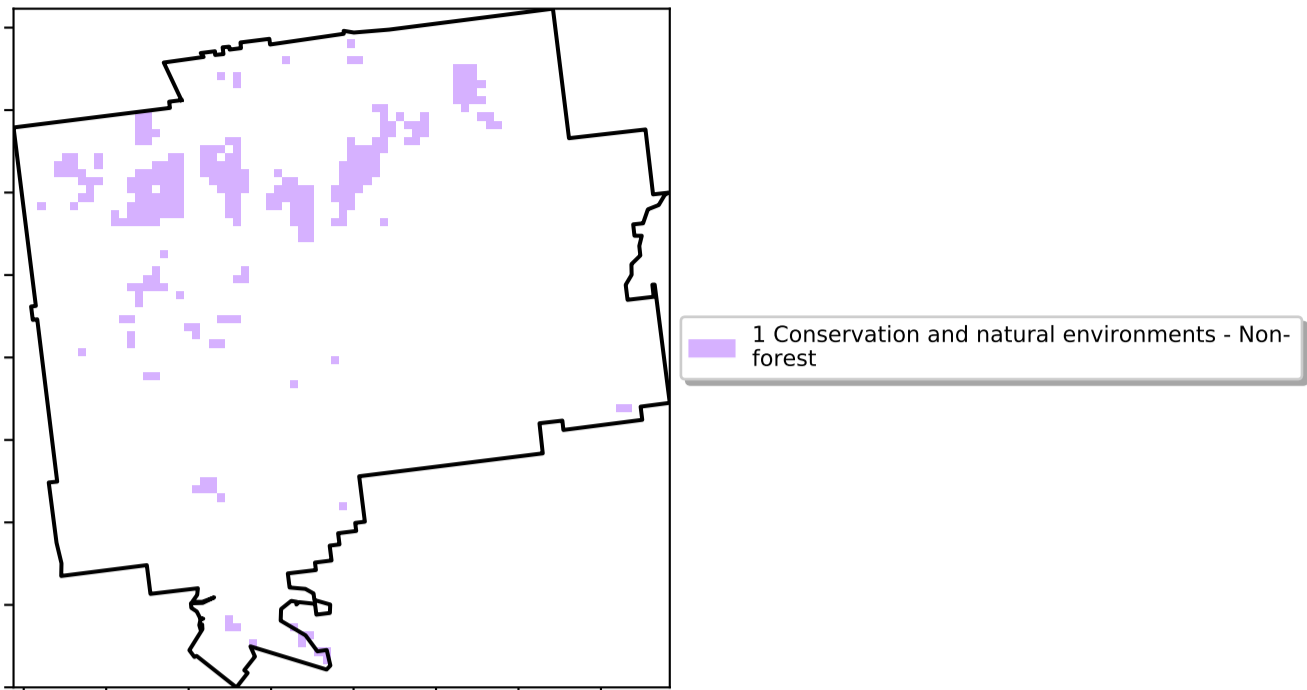 1 Conservation and natural environments - Non-
forest